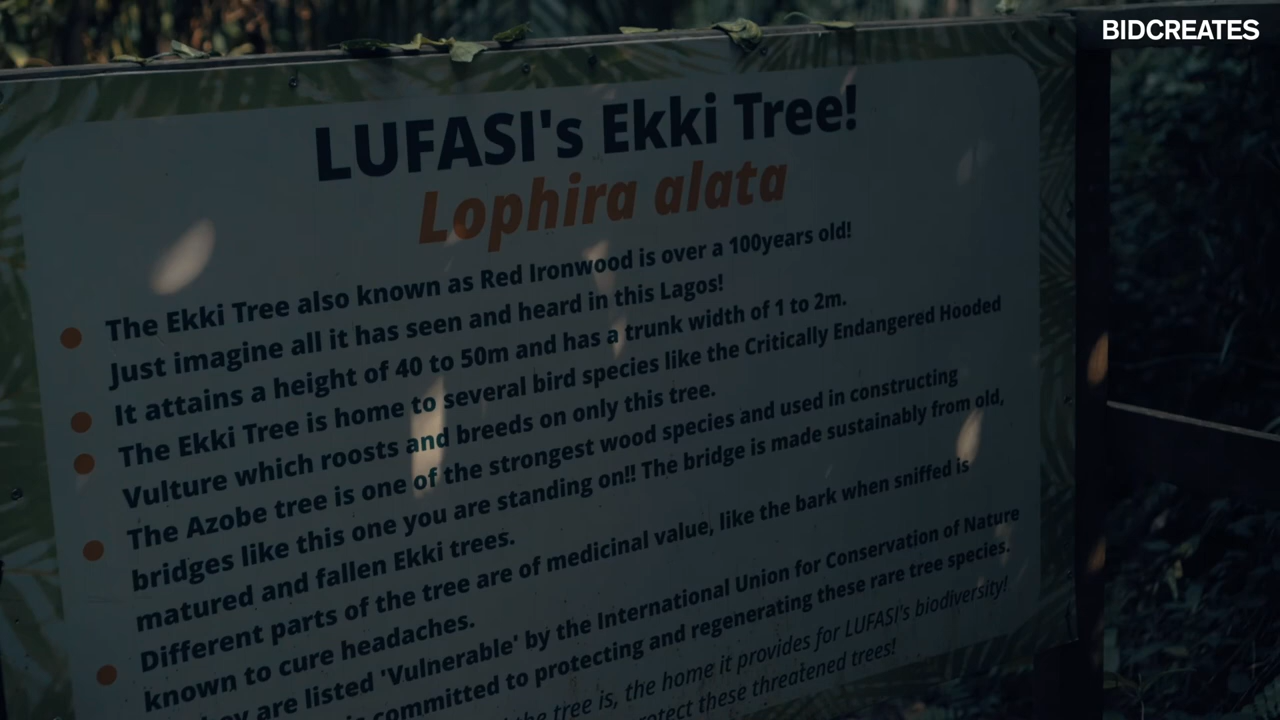 BIDCREATES
LUFASI's Ekki Tree!
Lophira alata
The Ekki Tree also known as Red Ironwood is over a 100years old!
Just imagine all it has seen and heard in this Lagos!
It attains a height of 40 to 50m and has a trunk width of 1 to 2m.
The Ekki Tree is home to several bird species like the Critically Endangered Hooded
Vulture which roosts and breeds on only this tree.
The Azobe tree is one of the strongest wood species and used in constructing
bridges like this one you are standing on!! The bridge is made sustainably from old,
matured and fallen Ekki trees.
Different parts of the tree are of medicinal value, like the bark when sniffed is
known to cure headaches.
are listed 'Vulnerable' by the International Union for Conservation of Nature
committed to protecting and regenerating these rare tree species.
the tree is, the home it provides for LUFASI's biodiversity!
these threatened trees!